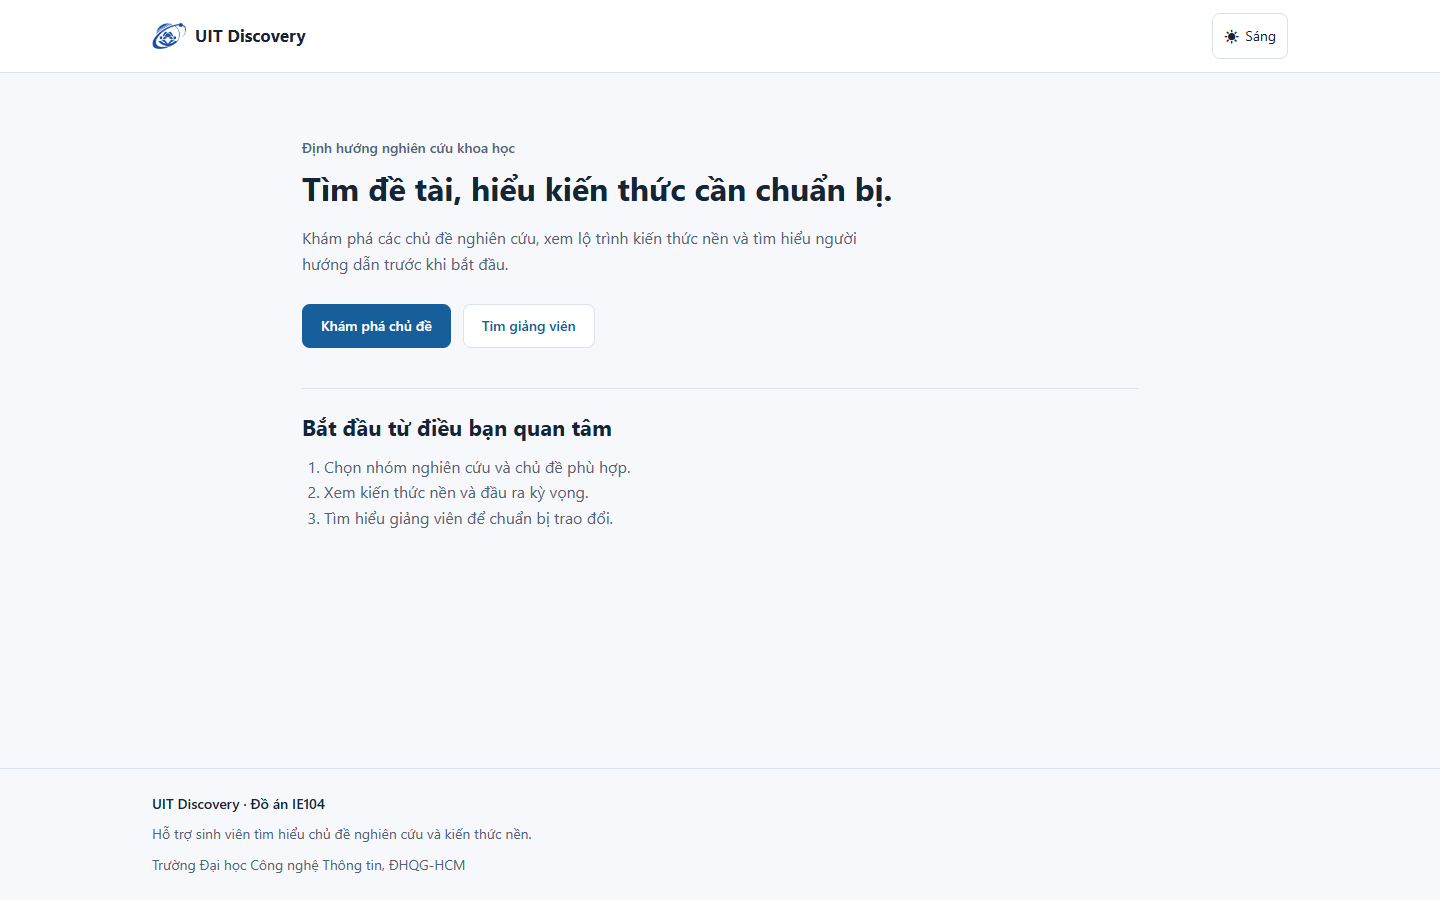 UIT Discovery
Sáng
Định hướng nghiên cứu khoa học
Tìm đề tài, hiểu kiến thức cần chuẩn bị.
Khám phá các chủ đề nghiên cứu, xem lộ trình kiến thức nền và tìm hiểu người
hướng dẫn trước khi bắt đầu.
Khám phá chủ đề
Tìm giảng viên
Bắt đầu từ điều bạn quan tâm
1. Chọn nhóm nghiên cứu và chủ đề phù hợp.
2. Xem kiến thức nền và đầu ra kỳ vọng.
3. Tìm hiểu giảng viên để chuẩn bị trao đổi.
UIT Discovery · Đồ án IE104
Hỗ trợ sinh viên tìm hiểu chủ đề nghiên cứu và kiến thức nền.
Trường Đại học Công nghệ Thông tin, ĐHQG-HCM